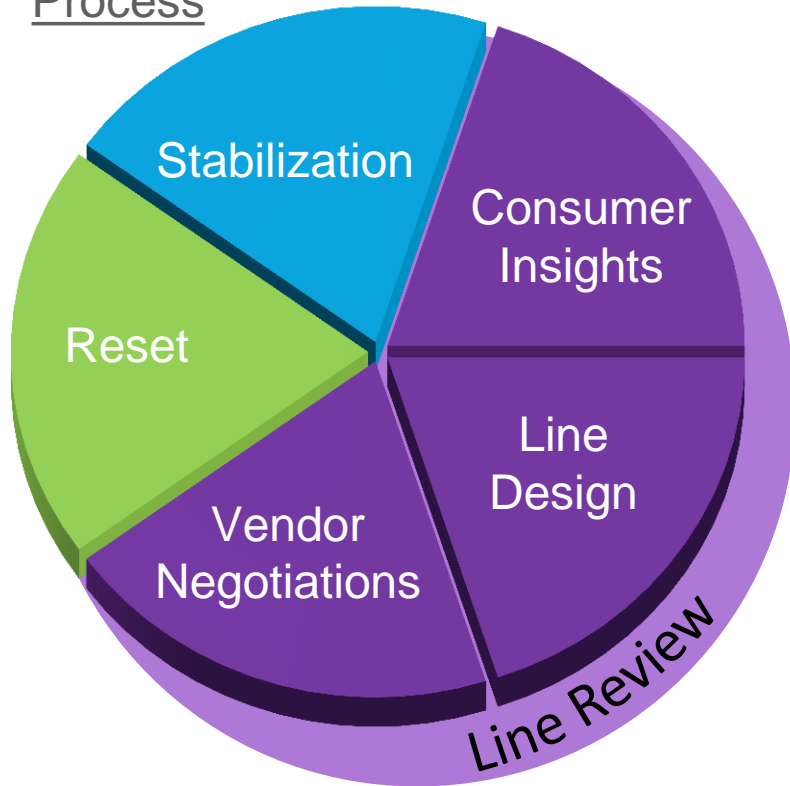 Process
Stabilization
Consumer
Insights
Reset
Line
Design
Vendor
Negotiations
Line Review